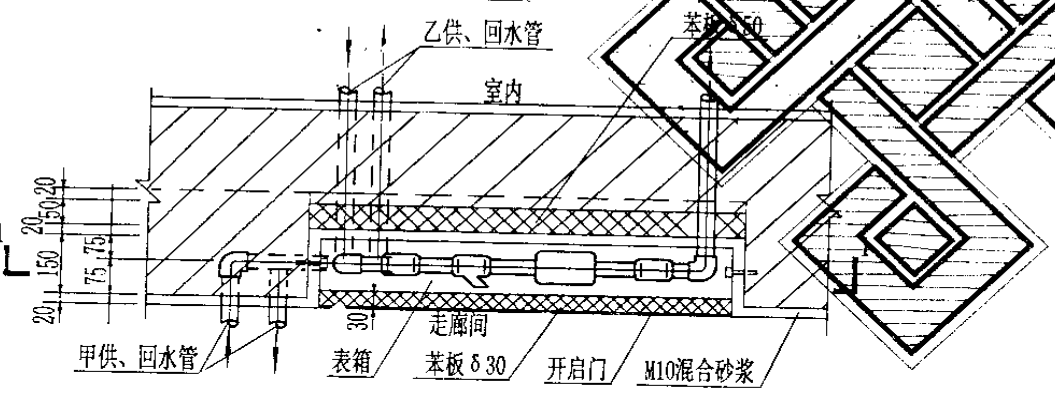 乙供、回水管
苯板δ50
室内
20
50
20
150
75
75
20
30
走廊间
甲供、回水管
表箱
苯板δ30
开启门
M10混合砂浆